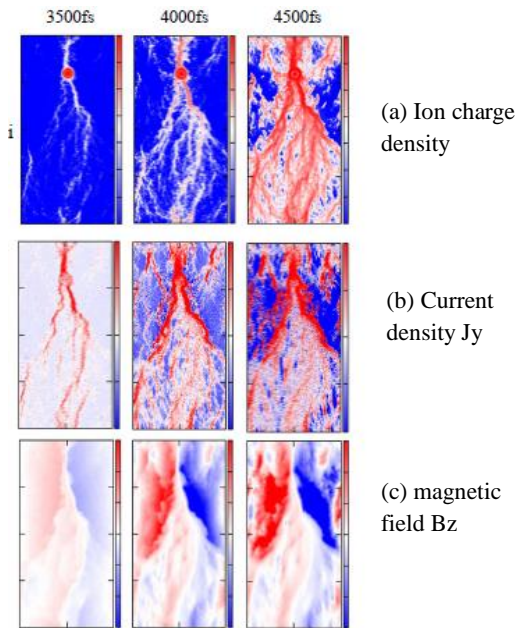 3500fs 4000fs 4500fs
i
(a) Ion charge
density
(b) Current
density Jy
(c) magnetic
field Bz